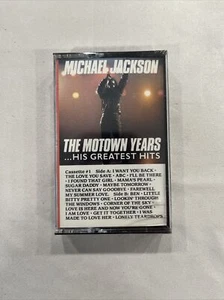 MICHAEL JACKSON
THE MOTOWN YEARS
...HIS GREATEST HITS
Cassette #1 Side A: I WANT YOU BACK ·
THE LOVE YOU SAVE · ABC · I'LL BE THERE
· I FOUND THAT GIRL · MAMA'S PEARL ·
SUGAR DADDY · MAYBE TOMORROW ·
NEVER CAN SAY GOODBYE · FAREWELL
MY SUMMER LOVE. Side B: BEN · LITTLE
BITTY PRETTY ONE · LOOKIN' THROUGH
THE WINDOWS · CORNER OF THE SKY ·
LOVE IS HERE AND NOW YOU'RE GONE ·
I AM LOVE · GET IT TOGETHER · I WAS
MADE TO LOVE HER · LONELY TEARDROPS